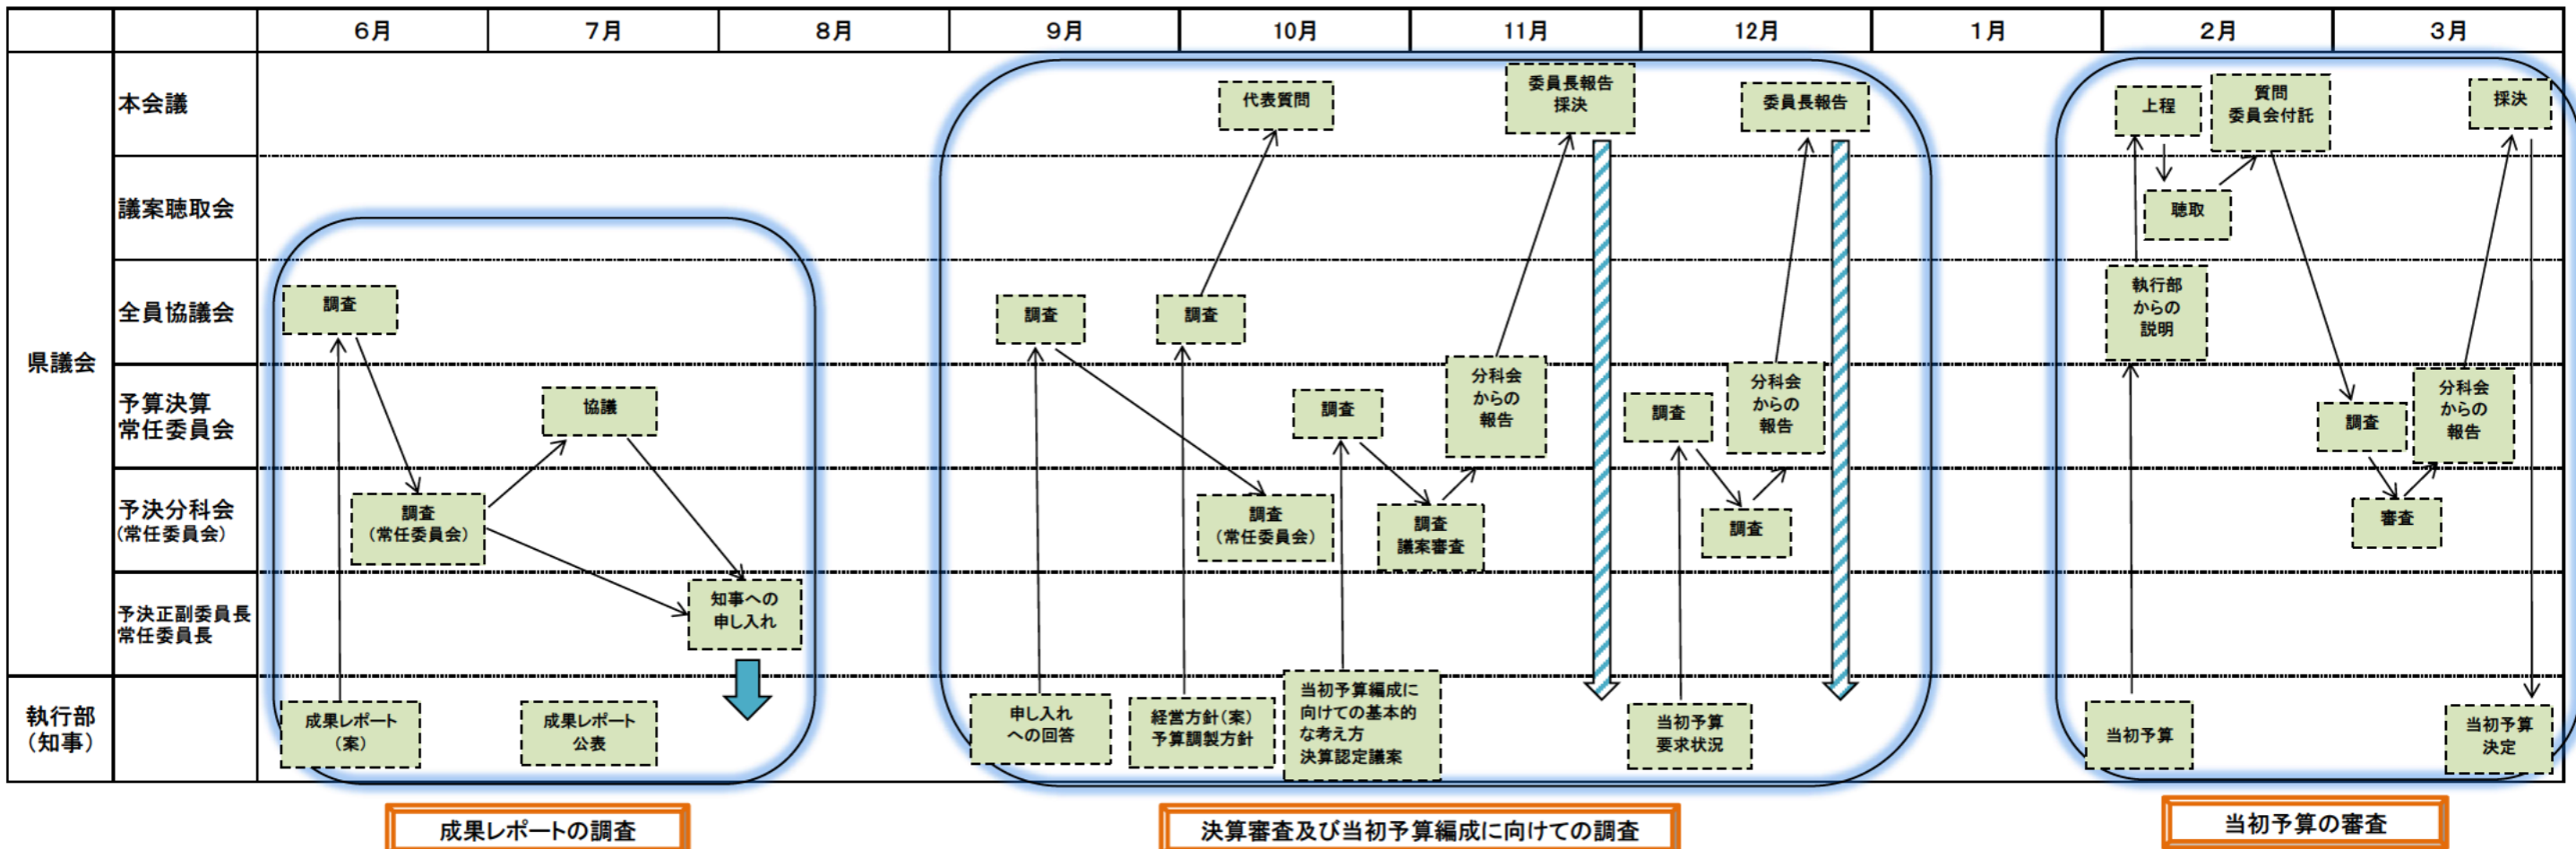 6月
7月
8月
9月
10月
11月
12月
1月
2月
3月
県議会
本会議
代表質問
委員長報告
採決
委員長報告
上程
質問
委員会付託
採決
議案聴取会
聴取
全員協議会
調査
調査
調査
執行部
からの
説明
予算決算
常任委員会
協議
調査
分科会
からの
報告
調査
分科会
からの
報告
調査
分科会
からの
報告
予決分科会
(常任委員会)
調査
(常任委員会)
調査
(常任委員会)
調査
議案審査
調査
審査
予決正副委員長
常任委員長
知事への
申し入れ
執行部
(知事)
成果レポート
(案)
成果レポート
公表
申し入れ
への回答
経営方針(案)
予算調製方針
当初予算編成に
向けての基本的
な考え方
決算認定議案
当初予算
要求状況
当初予算
当初予算
決定
成果レポートの調査
決算審査及び当初予算編成に向けての調査
当初予算の審査